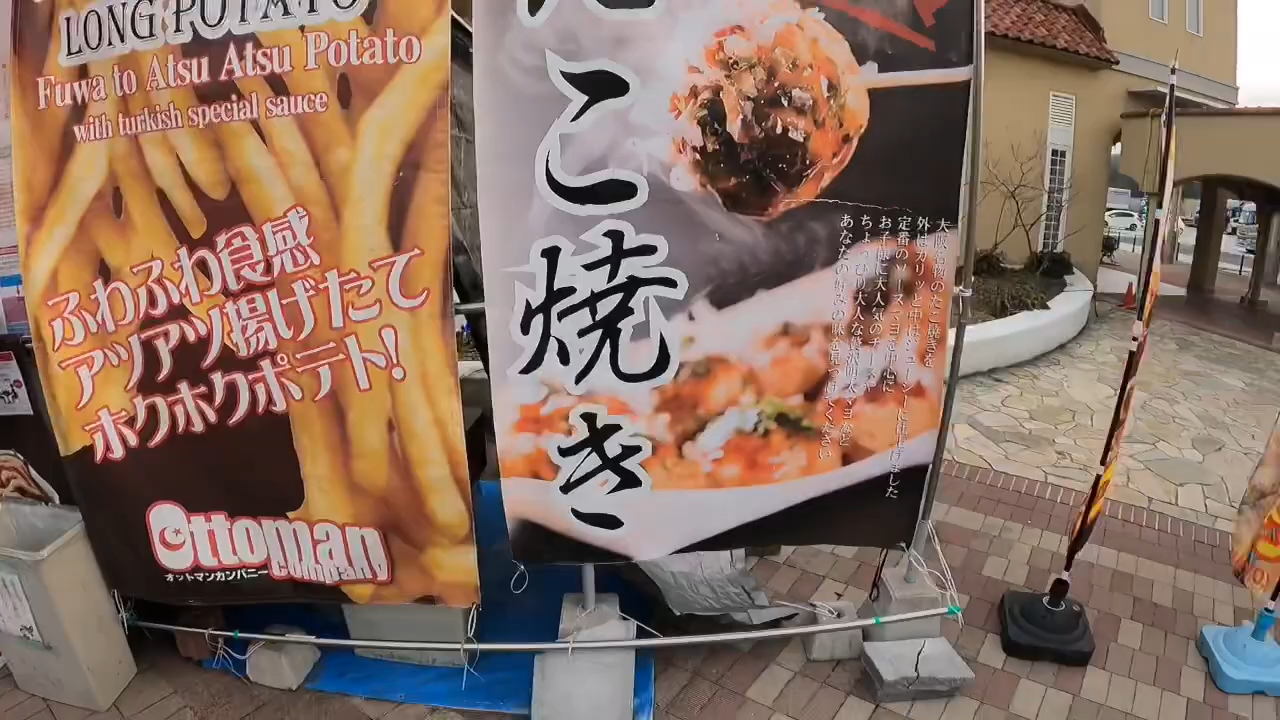 LONG POTATO
Fuwa to Atsu Atsu Potato
with turkish special sauce
ふわふわ食感
アツアツ揚げたて
ホクホクポテト!
Ottoman
company
オットマンカンパニー
たこ焼き
大阪名物のたこ焼きを
外はカリッと中はジューシーに仕上げました
定番のソースマヨを中心に
お子様に大人気のチーズや
ちょっぴり大人な贅沢明太マヨなど
あなたの好みの味を見つけてください